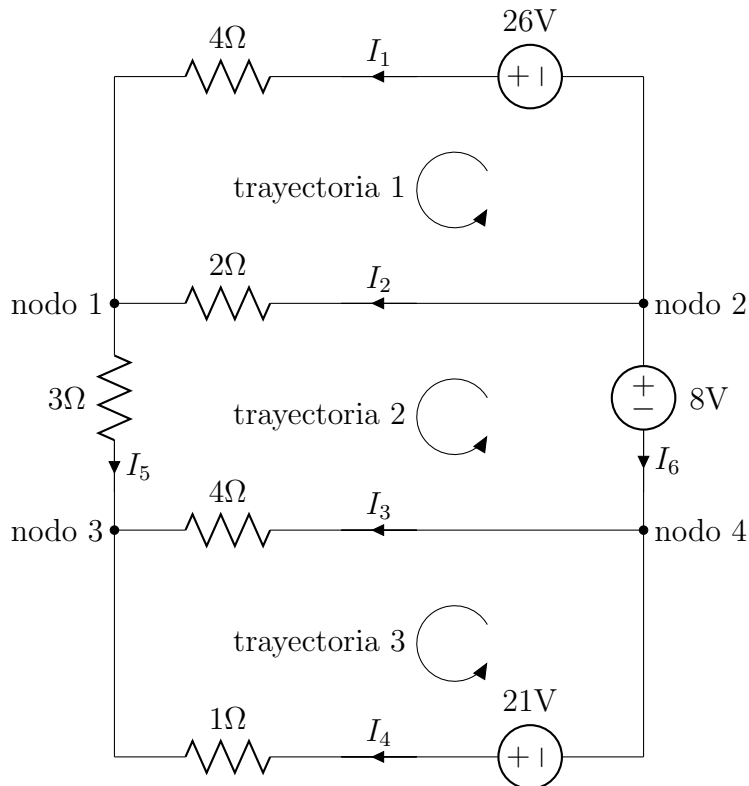 26V
4Ω
I₁
+ −
trayectoria 1
2Ω
I₂
nodo 1
nodo 2
3Ω
+
−
8V
trayectoria 2
I₅
I₆
4Ω
I₃
nodo 3
nodo 4
trayectoria 3
21V
1Ω
I₄
+ −